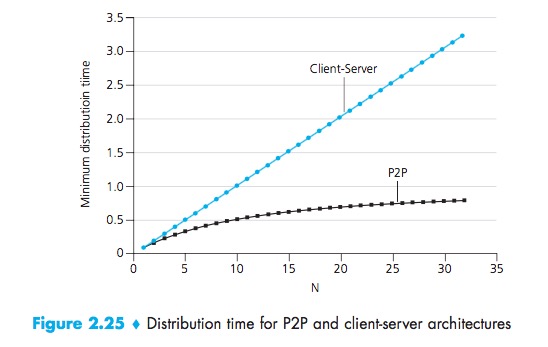 3.5
3.0
Client-Server
2.5
Minimum distributioin tiime
2.0
1.5
P2P
1.0
0.5
0
0 5 10 15 20 25 30 35
N
Figure 2.25 ♦ Distribution time for P2P and client-server architectures